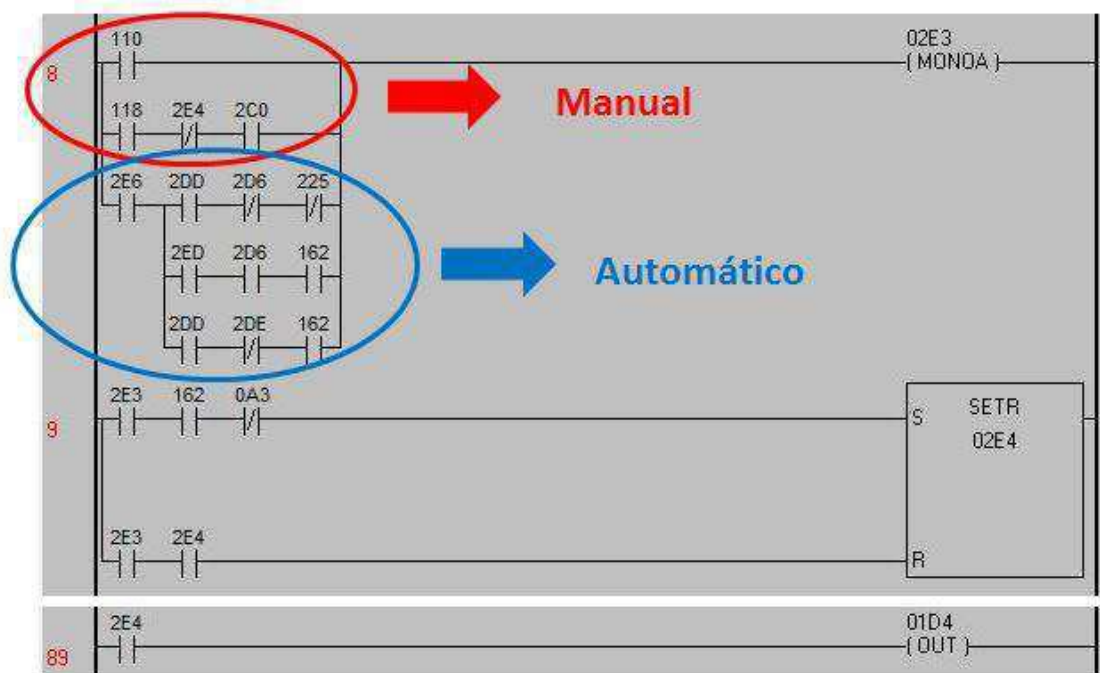 110 02E3
8 ( MONOA )
Manual
118 2E4 2C0
2E6 2DD 2D6 225
2ED 2D6 162
Automático
2DD 2DE 162
2E3 162 0A3
9 S SETR
02E4
2E3 2E4
R
2E4 01D4
89 ( OUT )